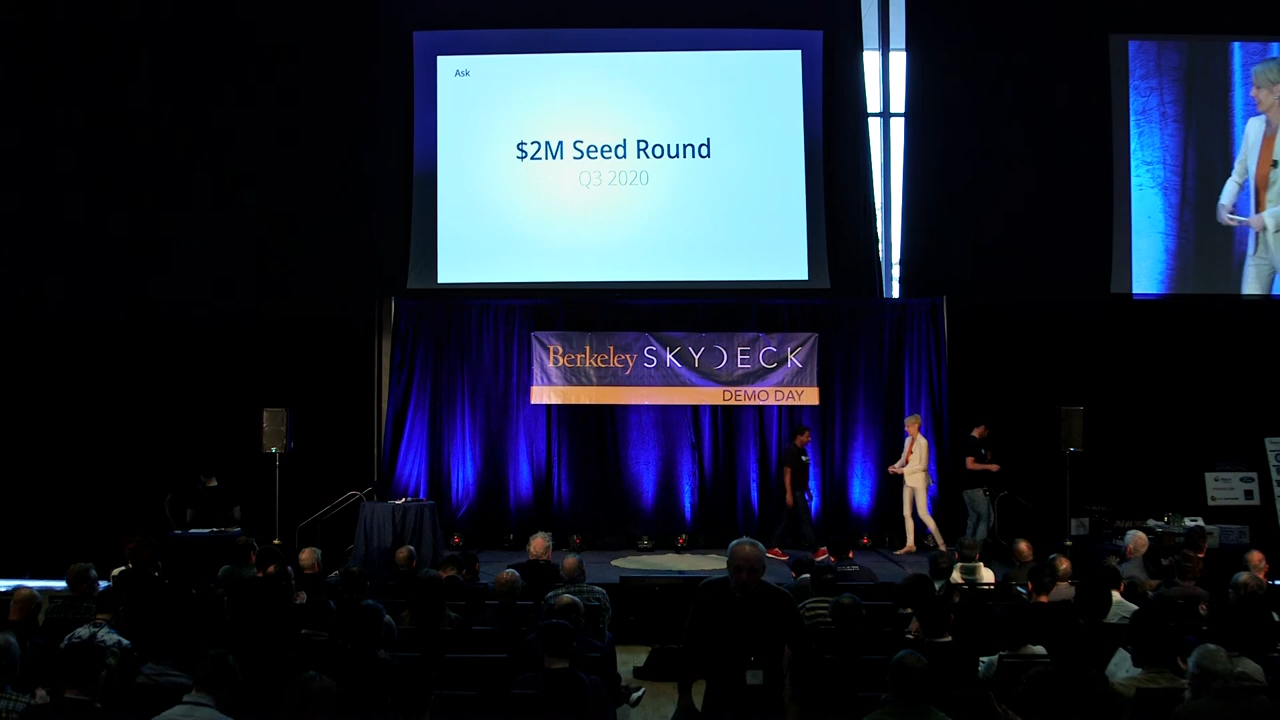 Ask
$2M Seed Round
Q3 2020
Berkeley SKYDECK
DEMO DAY